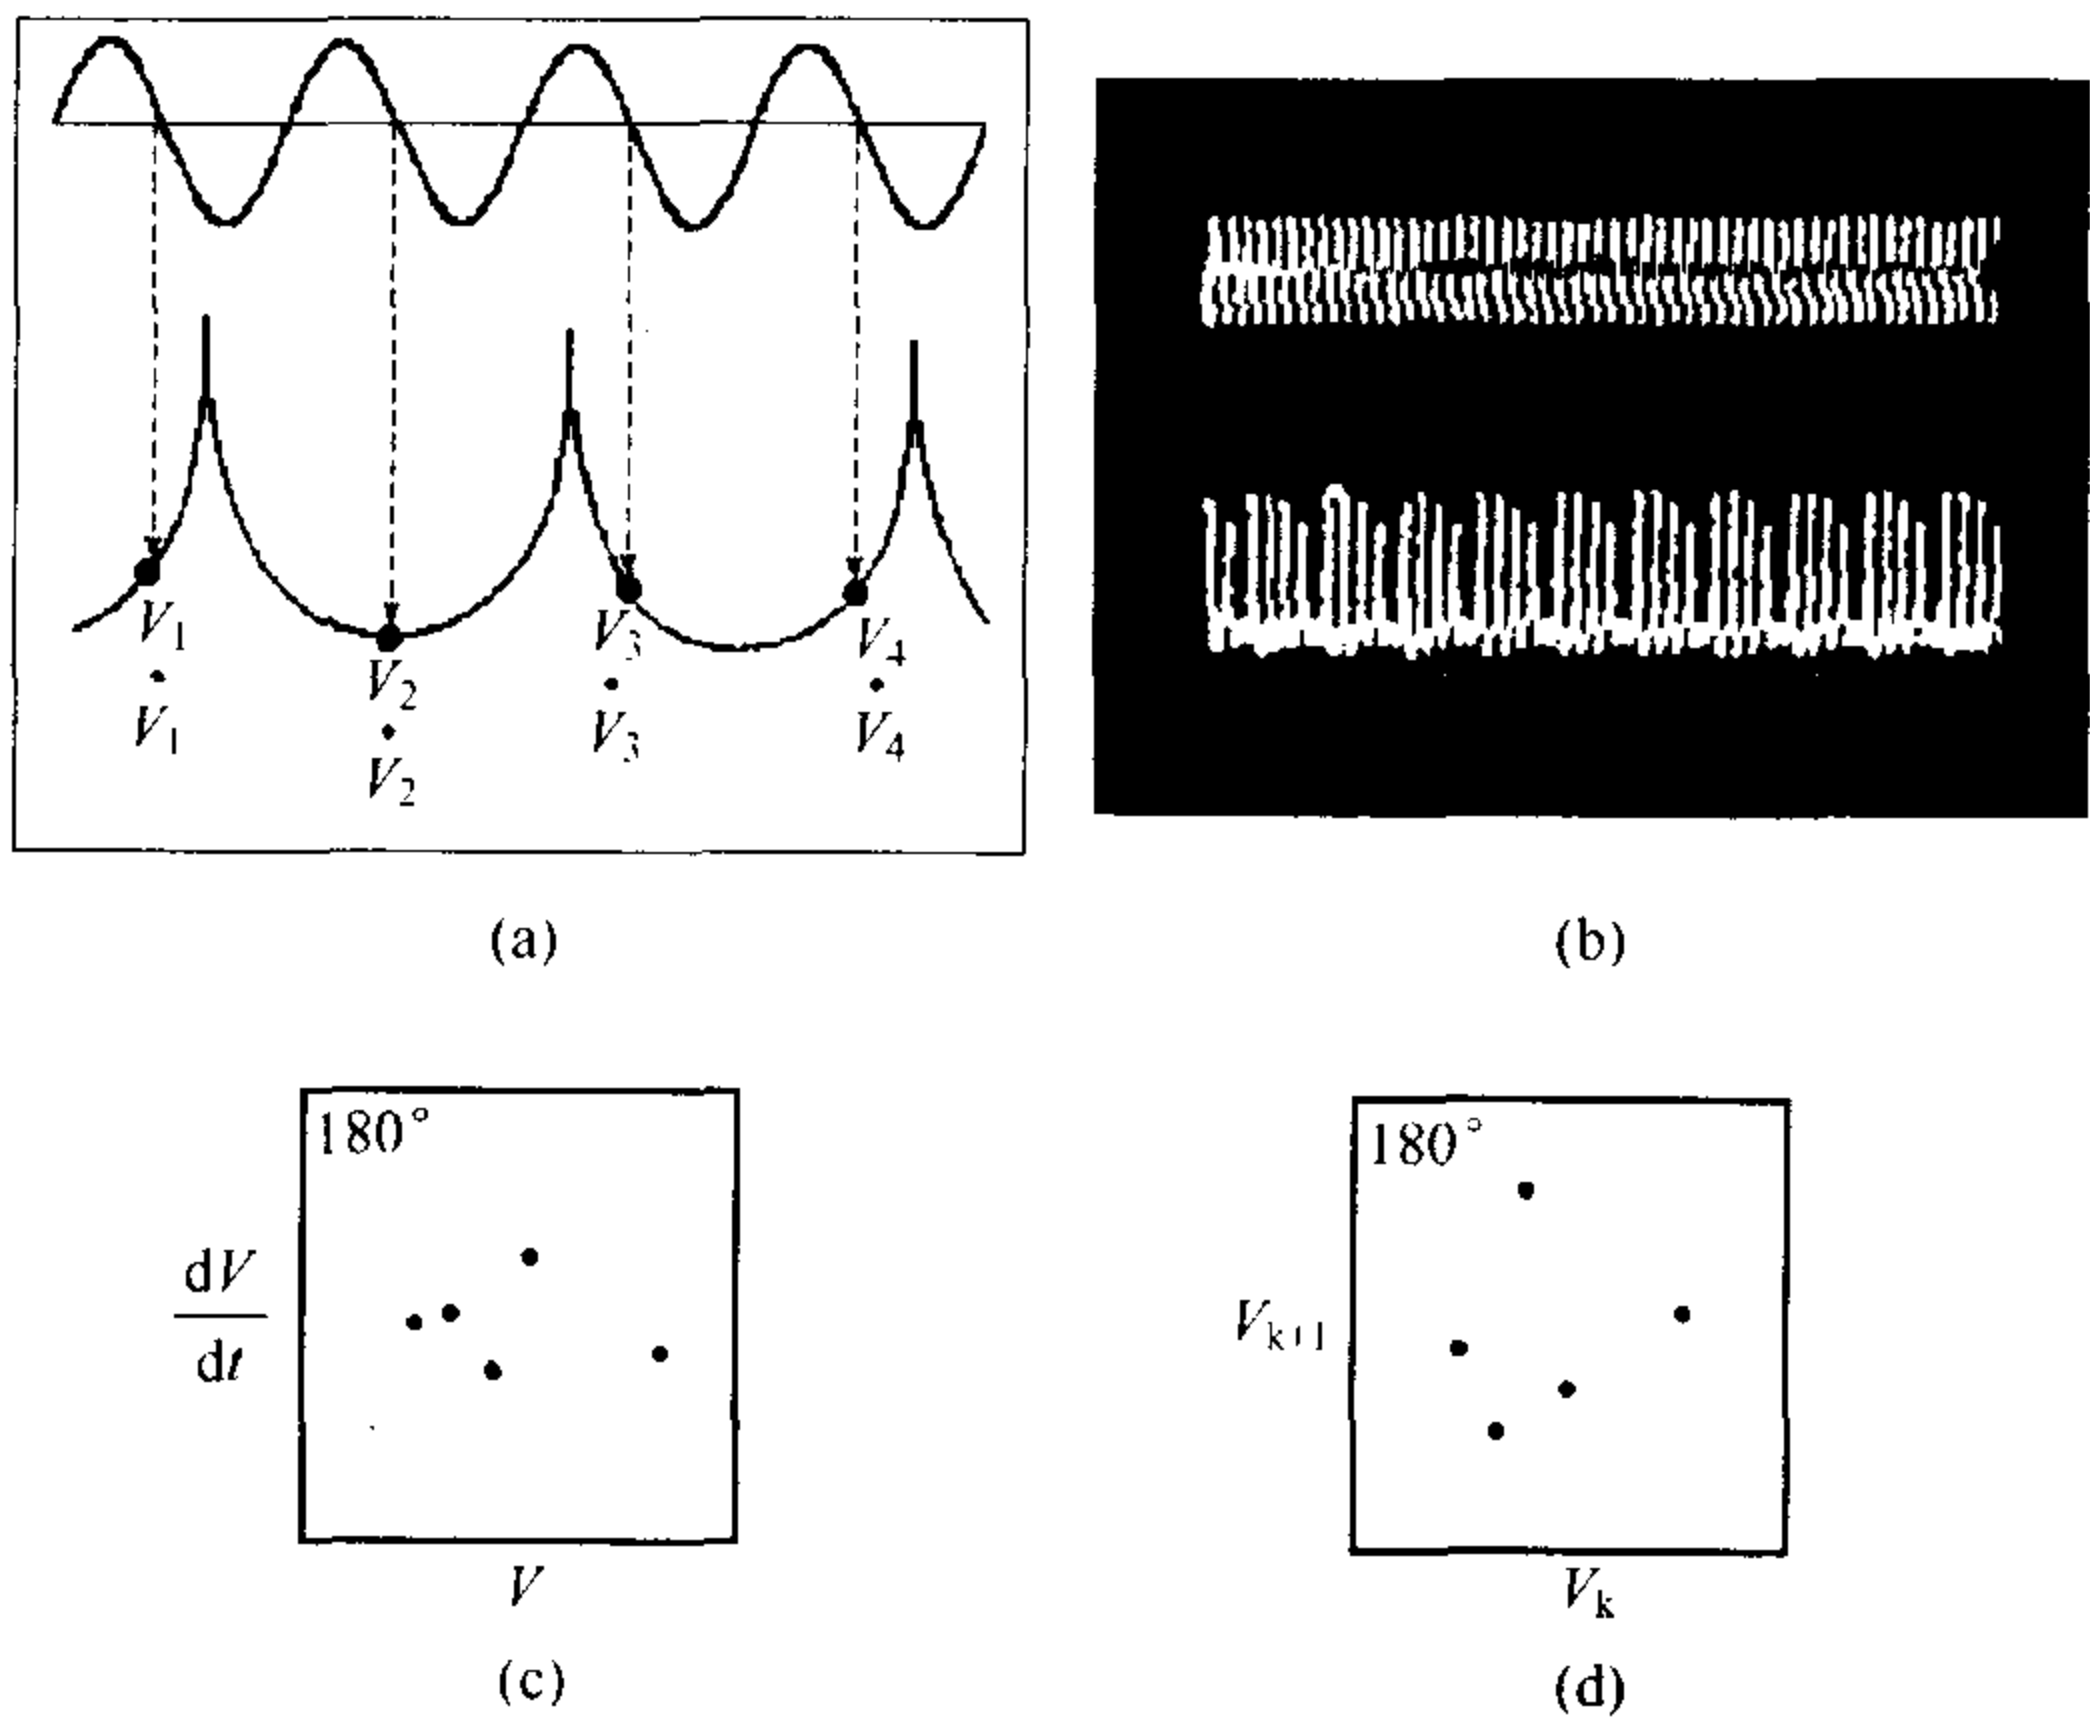 V₁
V₂
V₃
V₄
V̇₁
V̇₂
V̇₃
V̇₄
(a)
(b)
180°
dV
dt
V
(c)
180°
Vₖ₊₁
Vₖ
(d)